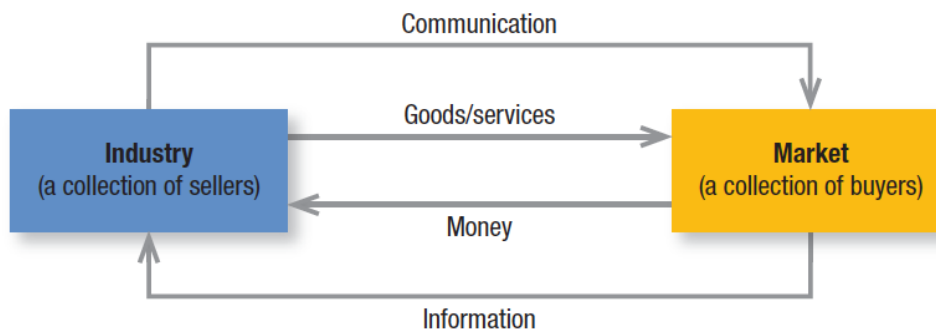 Communication
Goods/services
Industry
(a collection of sellers)
Market
(a collection of buyers)
Money
Information